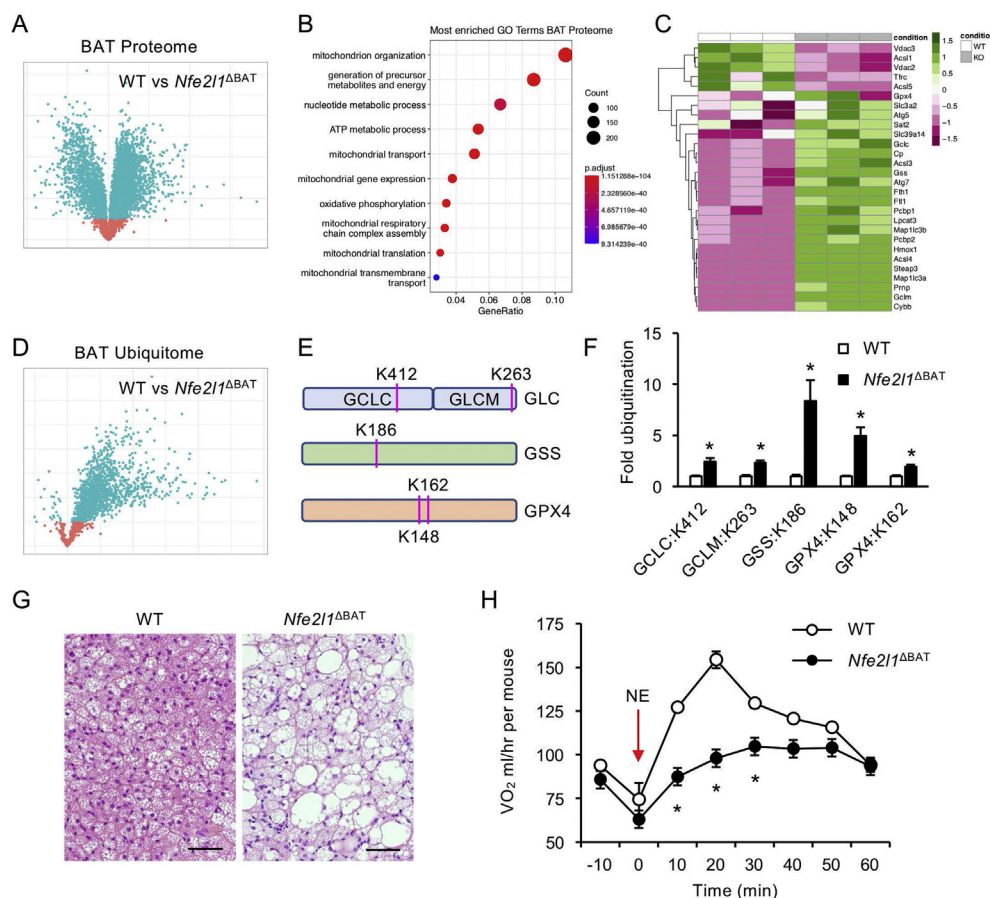 A
BAT Proteome
WT vs Nfe2l1ΔBAT
B
Most enriched GO Terms BAT Proteome
mitochondrion organization
generation of precursor
metabolites and energy
nucleotide metabolic process
ATP metabolic process
mitochondrial transport
mitochondrial gene expression
oxidative phosphorylation
mitochondrial respiratory
chain complex assembly
mitochondrial translation
mitochondrial transmembrane
transport
0.04
0.06
0.08
0.10
GeneRatio
Count
100
150
200
p.adjust
1.151288e-104
2.328560e-40
4.657119e-40
6.985679e-40
9.314239e-40
C
condition
Vdac3
Acsl1
Vdac2
Tfrc
Acsl5
Gpx4
Slc3a2
Atg5
Sat2
Slc39a14
Gclc
Cp
Acsl3
Gss
Atg7
Fth1
Ftl1
Pcbp1
Lpcat3
Map1lc3b
Pcbp2
Hmox1
Acsl4
Steap3
Map1lc3a
Prnp
Gclm
Cybb
1.5
1
0.5
0
−0.5
−1
−1.5
conditio
WT
KO
D
BAT Ubiquitome
WT vs Nfe2l1ΔBAT
E
K412
K263
GCLC
GLCM
GLC
K186
GSS
K162
GPX4
K148
F
WT
Nfe2l1ΔBAT
Fold ubiquitination
15
10
5
0
* * * * *
GCLC:K412
GCLM:K263
GSS:K186
GPX4:K148
GPX4:K162
G
WT
Nfe2l1ΔBAT
H
WT
Nfe2l1ΔBAT
NE
VO2 ml/hr per mouse
175
150
125
100
75
50
* * *
-10 0 10 20 30 40 50 60
Time (min)